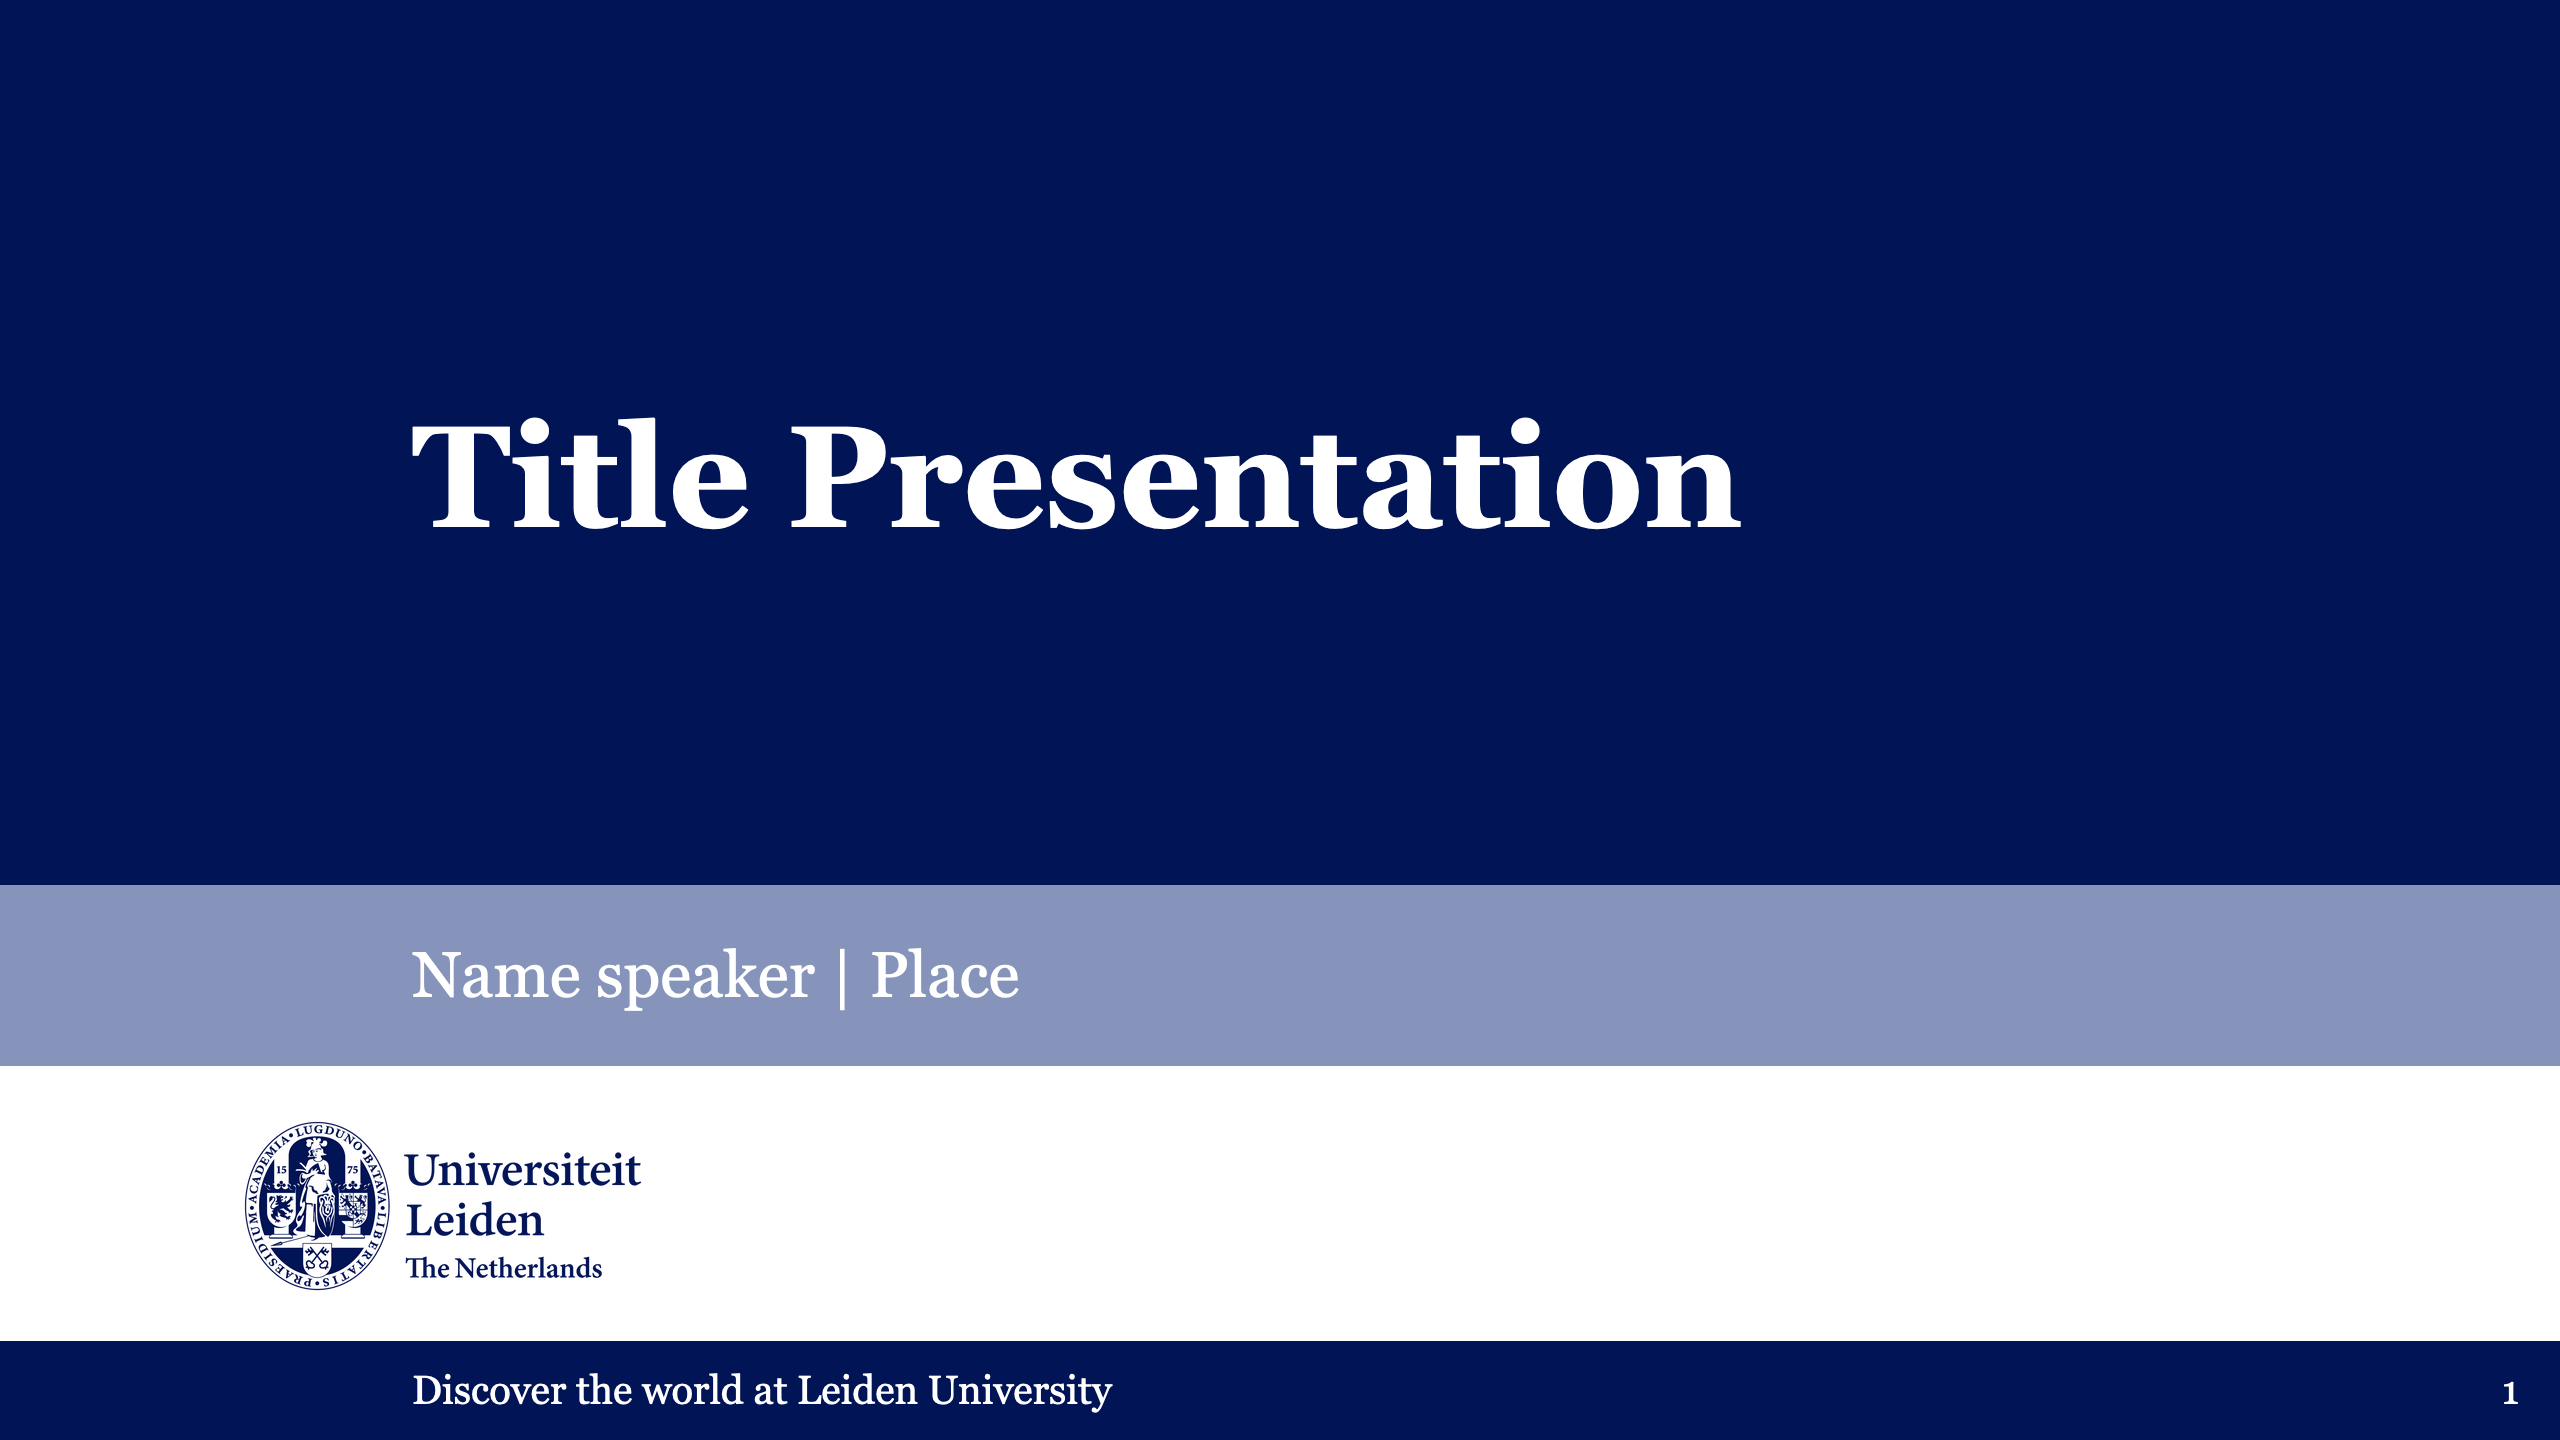 Title Presentation
Name speaker | Place
ACADEMIA • LUGDUNO • BATAVA • LIBERTATIS • PRAESIDIUM •
15 75
Universiteit
Leiden
The Netherlands
Discover the world at Leiden University
1